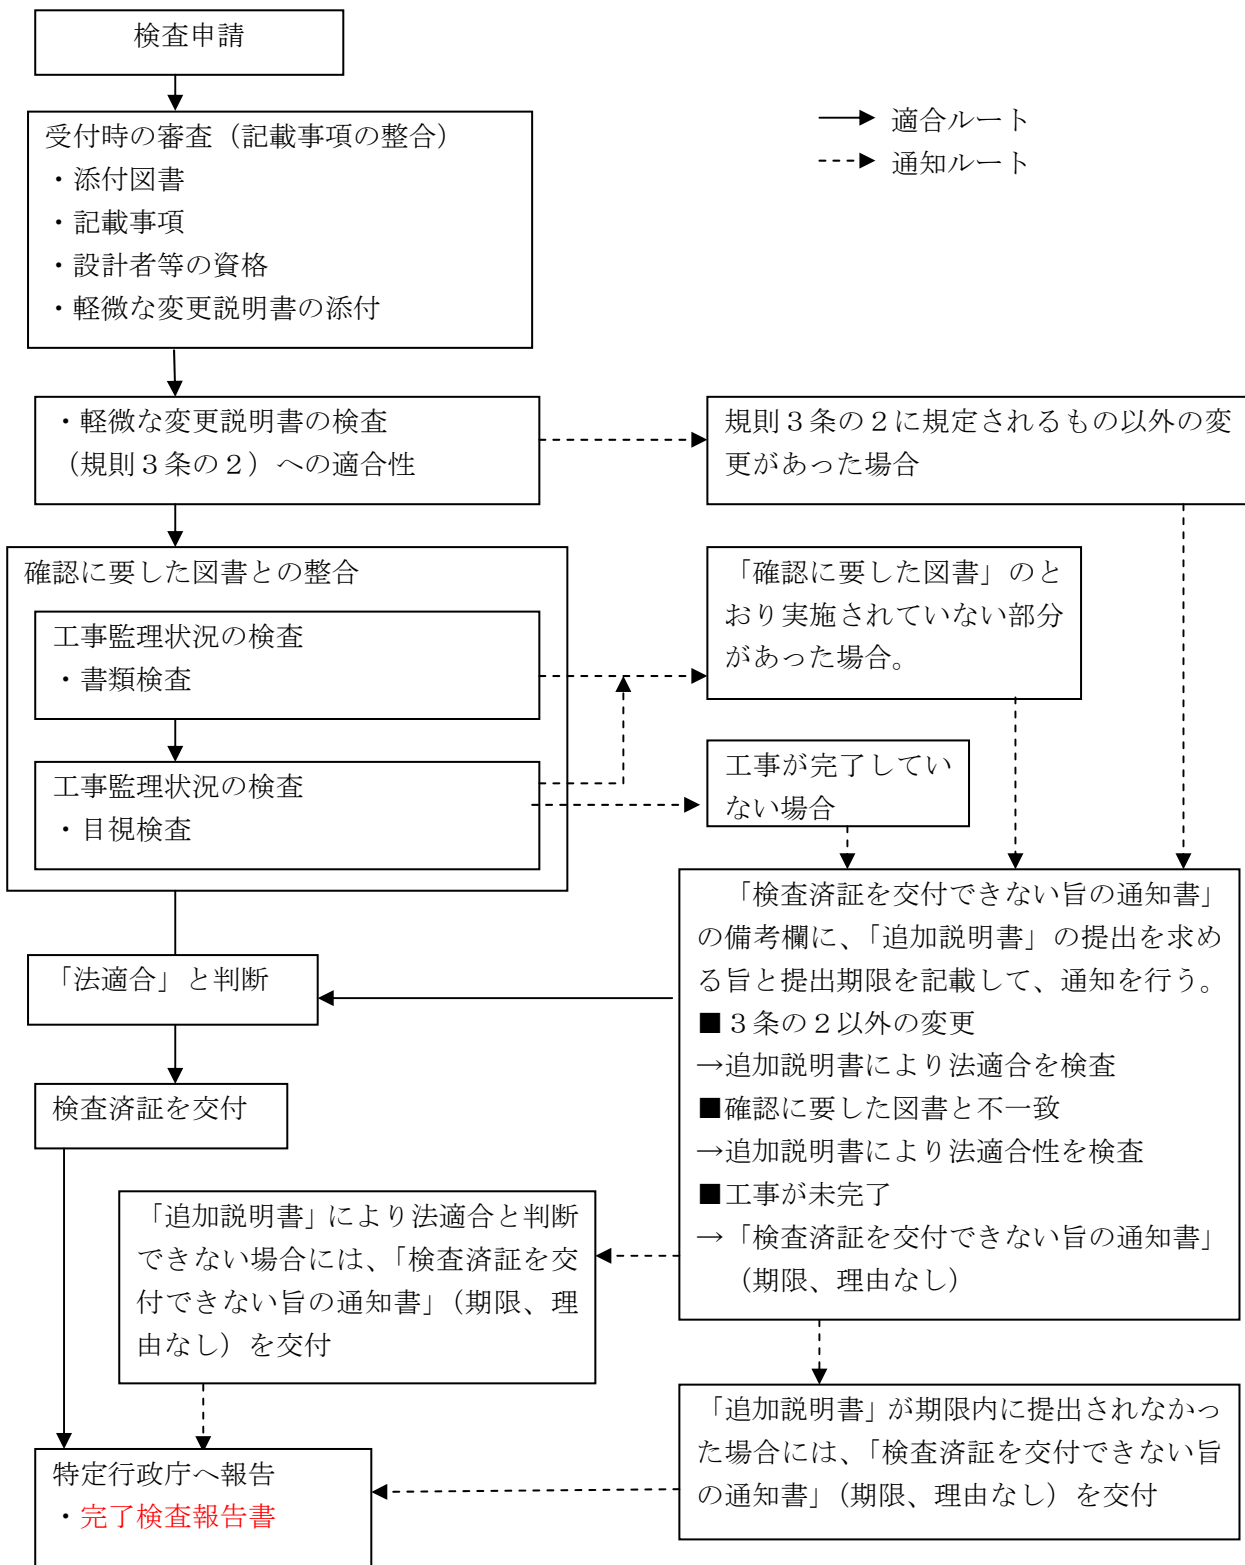 検査申請
受付時の審査（記載事項の整合）
・添付図書
・記載事項
・設計者等の資格
・軽微な変更説明書の添付
適合ルート
通知ルート
・軽微な変更説明書の検査
（規則３条の２）への適合性
規則３条の２に規定されるもの以外の変
更があった場合
確認に要した図書との整合
工事監理状況の検査
・書類検査
工事監理状況の検査
・目視検査
「確認に要した図書」のと
おり実施されていない部分
があった場合。
工事が完了してい
ない場合
「検査済証を交付できない旨の通知書」
の備考欄に、「追加説明書」の提出を求め
る旨と提出期限を記載して、通知を行う。
■３条の２以外の変更
→追加説明書により法適合を検査
■確認に要した図書と不一致
→追加説明書により法適合性を検査
■工事が未完了
→「検査済証を交付できない旨の通知書」
（期限、理由なし）
「法適合」と判断
検査済証を交付
「追加説明書」により法適合と判断
できない場合には、「検査済証を交
付できない旨の通知書」（期限、理
由なし）を交付
「追加説明書」が期限内に提出されなかっ
た場合には、「検査済証を交付できない旨
の通知書」（期限、理由なし）を交付
特定行政庁へ報告
・完了検査報告書